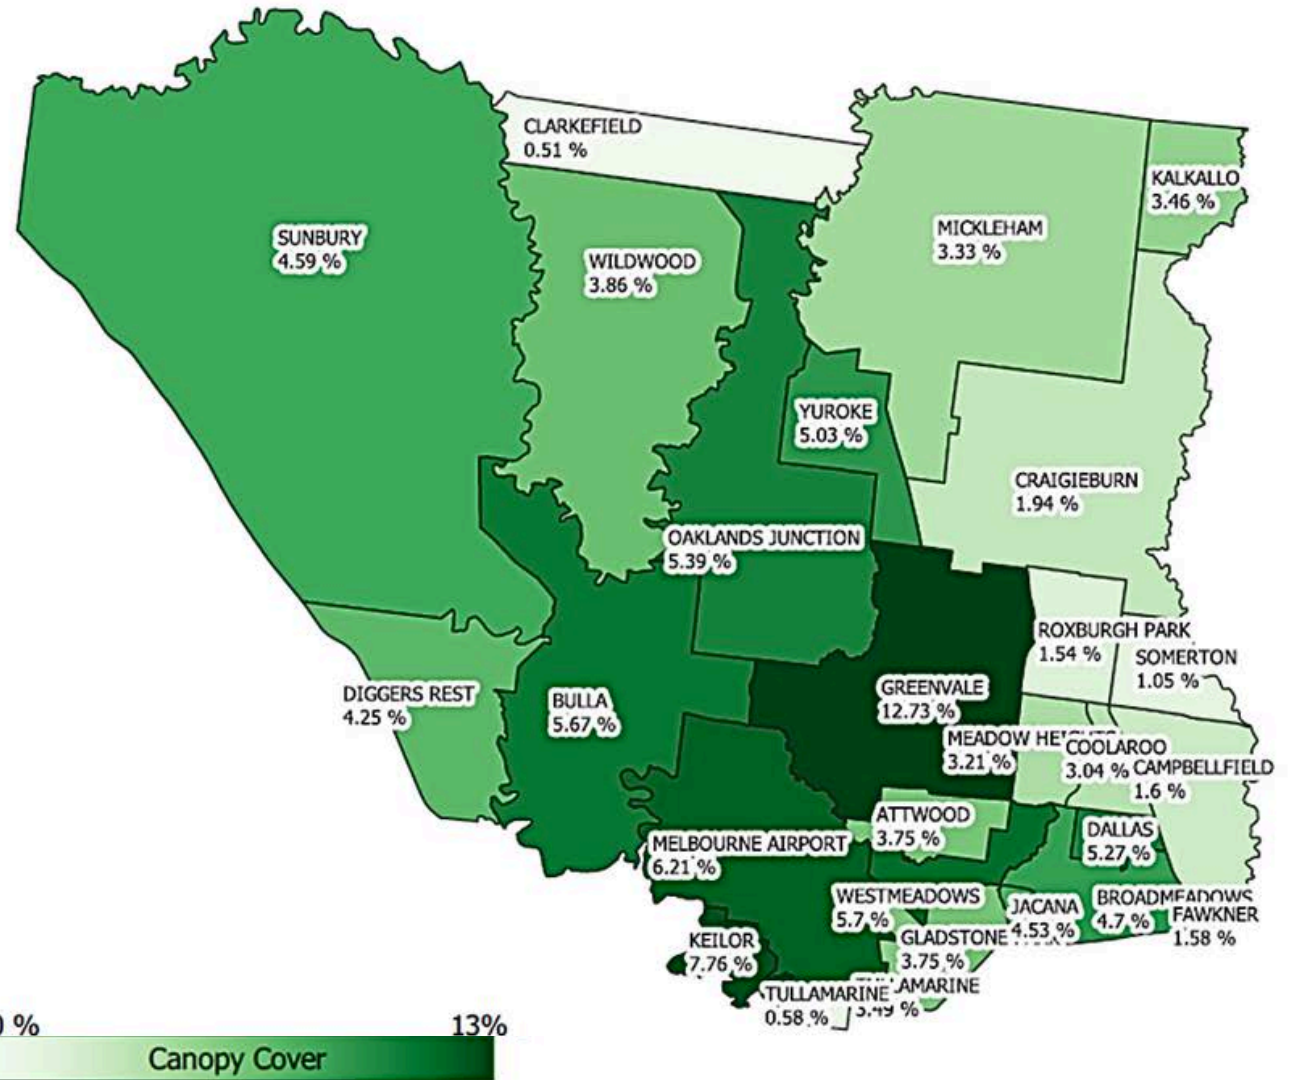 CLARKEFIELD
0.51 %
KALKALLO
3.46 %
SUNBURY
4.59 %
WILDWOOD
3.86 %
MICKLEHAM
3.33 %
YUROKE
5.03 %
CRAIGIEBURN
1.94 %
OAKLANDS JUNCTION
5.39 %
ROXBURGH PARK
1.54 %
SOMERTON
1.05 %
DIGGERS REST
4.25 %
BULLA
5.67 %
GREENVALE
12.73 %
MEADOW
3.21 %
COOLAROO
3.04 %
CAMPBELLFIELD
1.6 %
ATTWOOD
3.75 %
DALLAS
5.27 %
MELBOURNE AIRPORT
6.21 %
WESTMEADOWS
5.7 %
JACANA
4.53 %
BROADMEADOWS
4.7 %
FAWKNER
1.58 %
KEILOR
7.76 %
GLADSTONE
3.75 %
TULLAMARINE
0.58 %
TULLAMARINE
3.49 %
0 %
13%
Canopy Cover